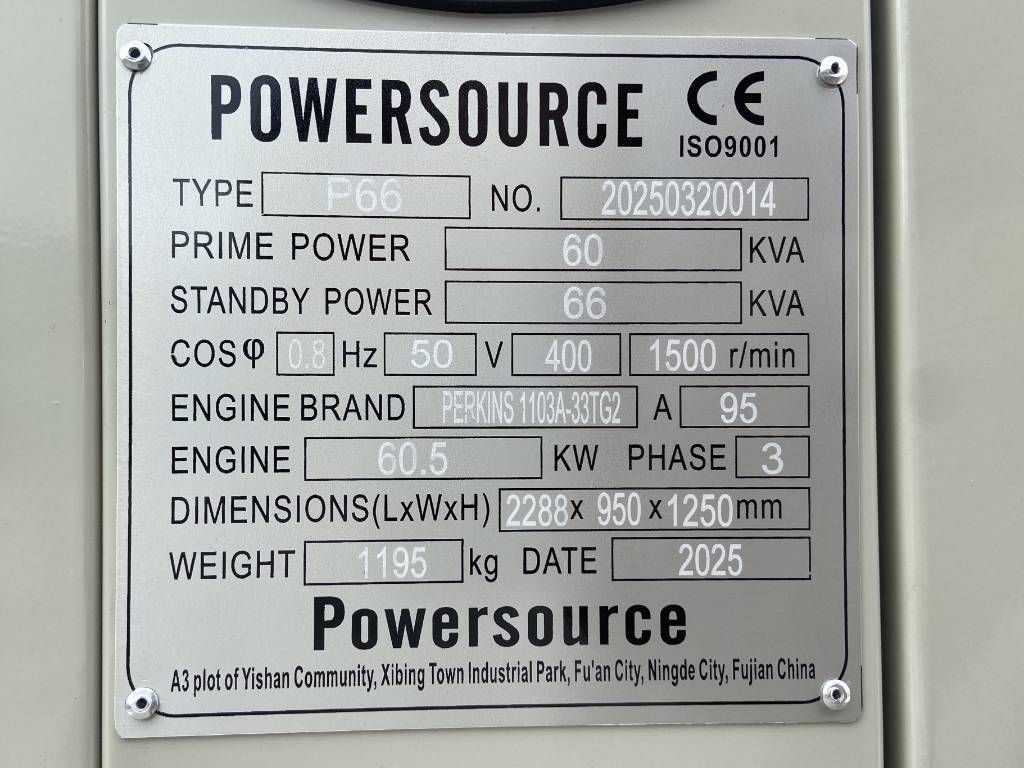 POWERSOURCE CE
ISO9001
TYPE P66 NO. 20250320014
PRIME POWER 60 KVA
STANDBY POWER 66 KVA
COSφ 0.8 Hz 50 V 400 1500 r/min
ENGINE BRAND PERKINS 1103A-33TG2 A 95
ENGINE 60.5 KW PHASE 3
DIMENSIONS(LxWxH) 2288x 950 x1250mm
WEIGHT 1195 kg DATE 2025
Powersource
A3 plot of Yishan Community, Xibing Town Industrial Park, Fu'an City, Ningde City, Fujian China